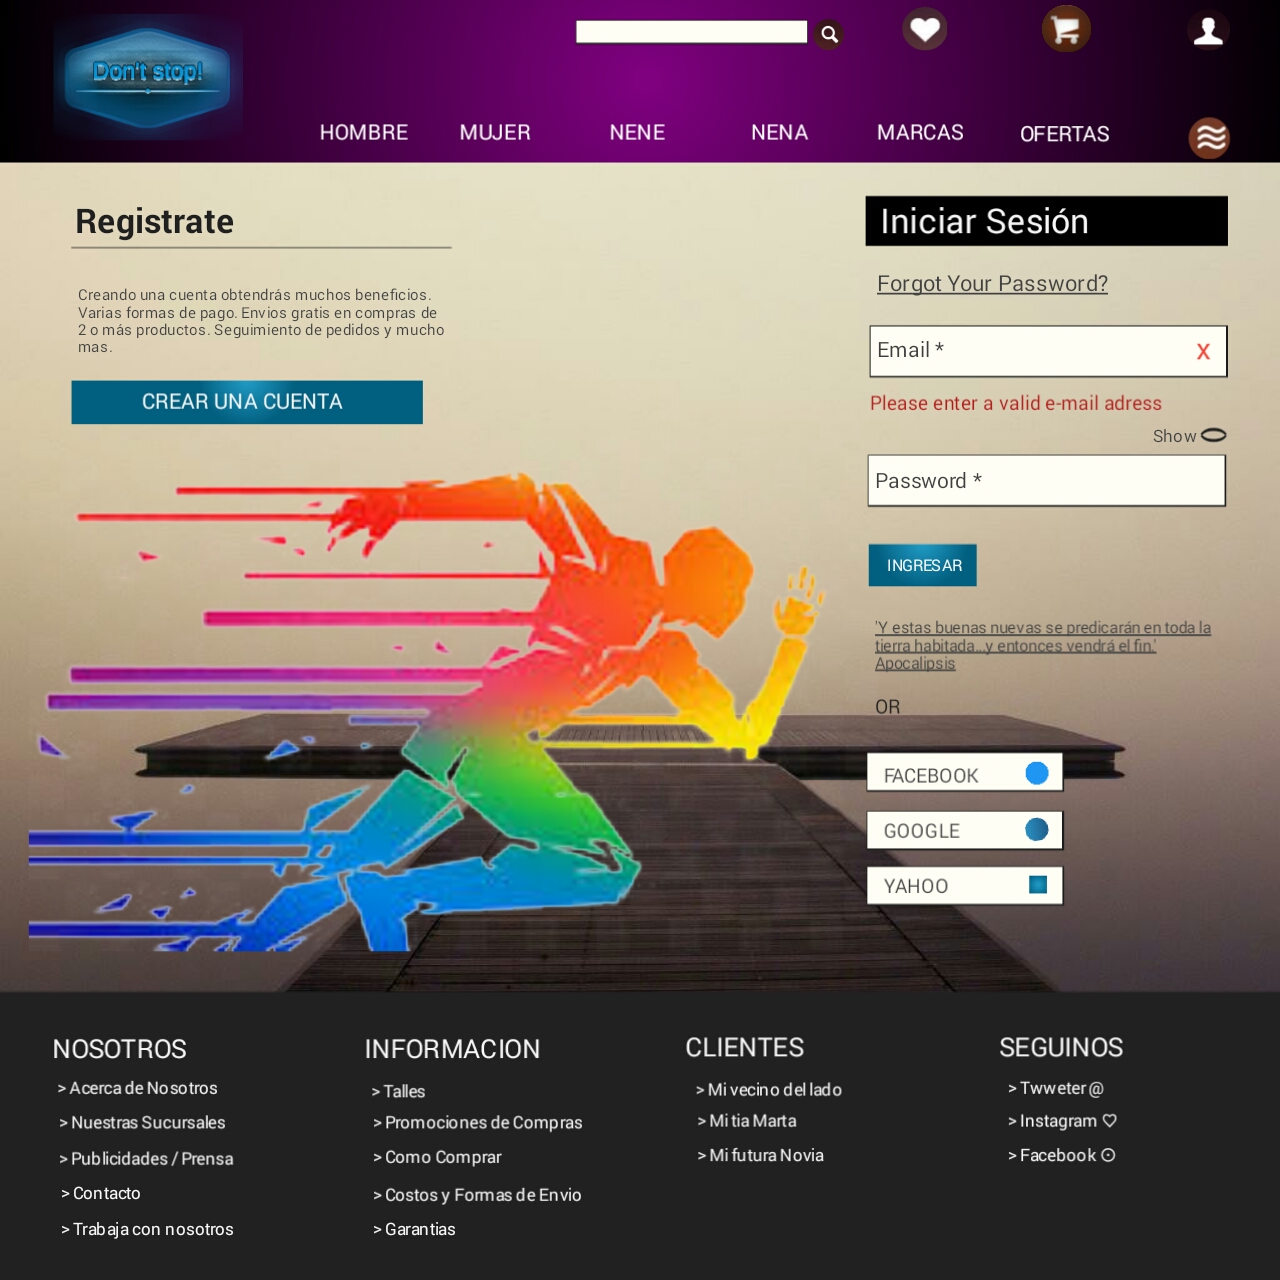 Don't stop!
HOMBRE MUJER NENE NENA MARCAS OFERTAS
Registrate
Creando una cuenta obtendrás muchos beneficios.
Varias formas de pago. Envios gratis en compras de
2 o más productos. Seguimiento de pedidos y mucho
mas.
CREAR UNA CUENTA
Iniciar Sesión
Forgot Your Password?
Email * X
Please enter a valid e-mail adress
Show
Password *
INGRESAR
'Y estas buenas nuevas se predicarán en toda la
tierra habitada...y entonces vendrá el fin.'
Apocalipsis
OR
FACEBOOK
GOOGLE
YAHOO
NOSOTROS
> Acerca de Nosotros
> Nuestras Sucursales
> Publicidades / Prensa
> Contacto
> Trabaja con nosotros
INFORMACION
> Talles
> Promociones de Compras
> Como Comprar
> Costos y Formas de Envio
> Garantias
CLIENTES
> Mi vecino del lado
> Mi tia Marta
> Mi futura Novia
SEGUINOS
> Twweter @
> Instagram ♡
> Facebook ⊙